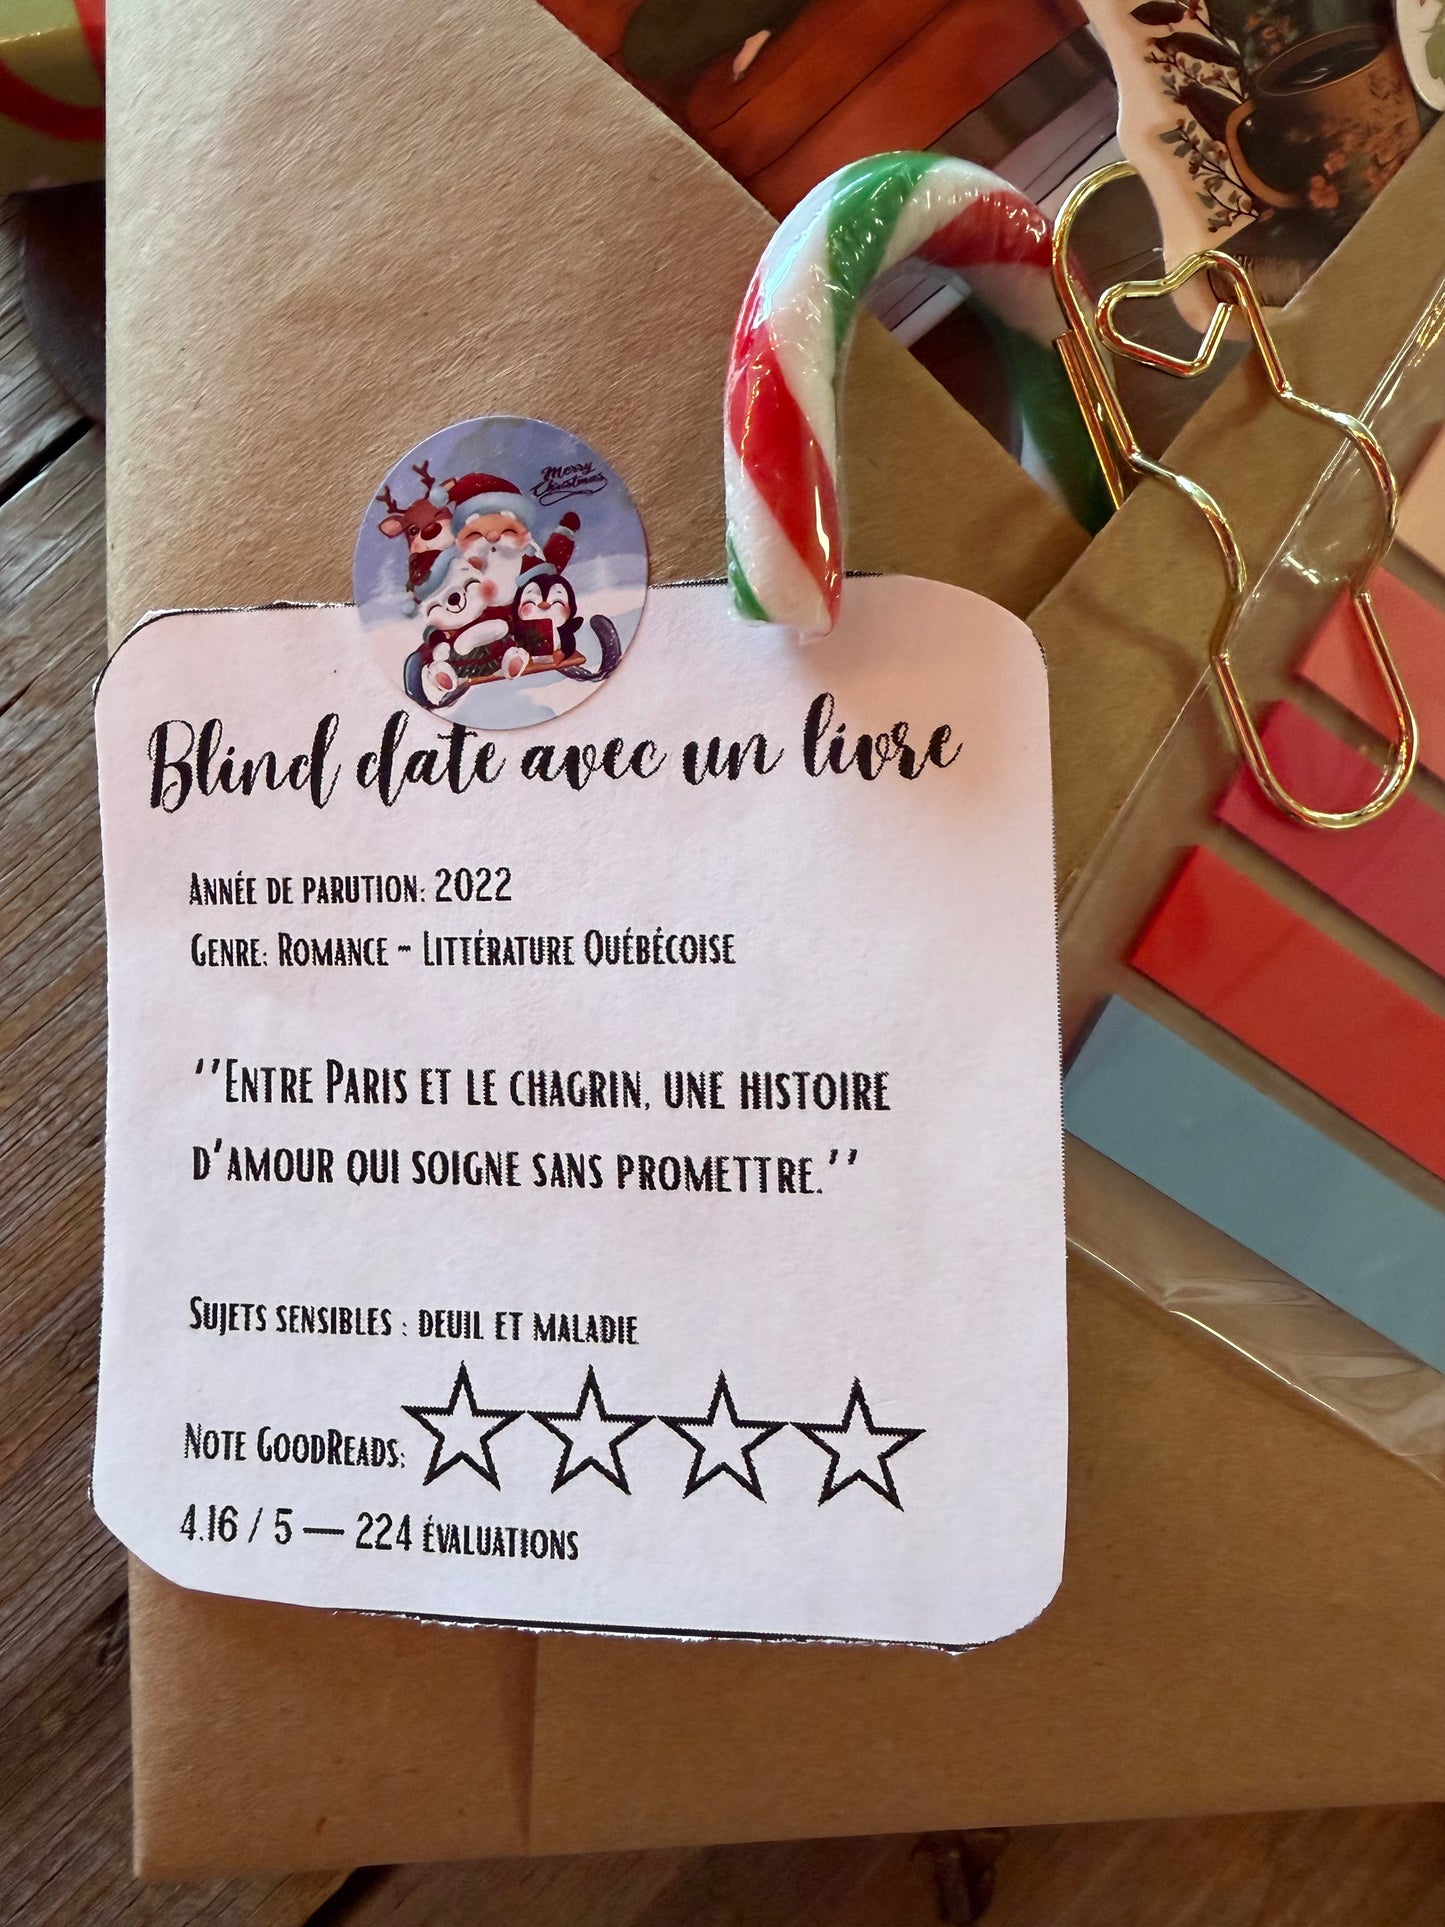 Merry
Christmas
Blind date avec un livre
Année de parution: 2022
Genre: Romance - Littérature Québécoise
''Entre Paris et le chagrin, une histoire
d'amour qui soigne sans promettre.''
Sujets sensibles : deuil et maladie
Note GoodReads:
4.16 / 5 — 224 évaluations